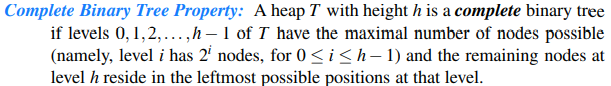 Complete Binary Tree Property: A heap T with height h is a complete binary tree
if levels 0,1,2,...,h−1 of T have the maximal number of nodes possible
(namely, level i has 2^i nodes, for 0 ≤ i ≤ h−1) and the remaining nodes at
level h reside in the leftmost possible positions at that level.